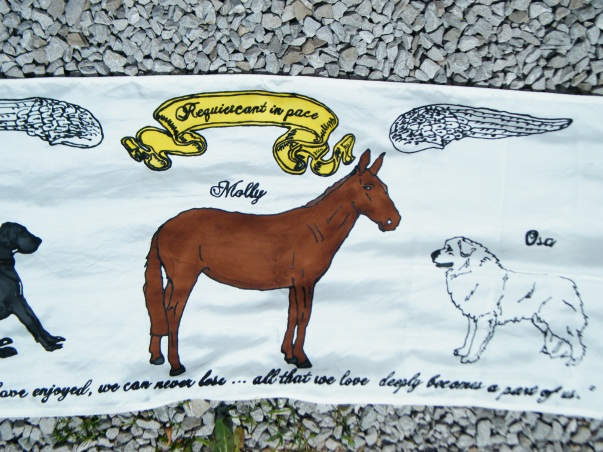 Requiescant in pace
Molly
Osa
have enjoyed, we can never lose ... all that we love deeply becomes a part of us."